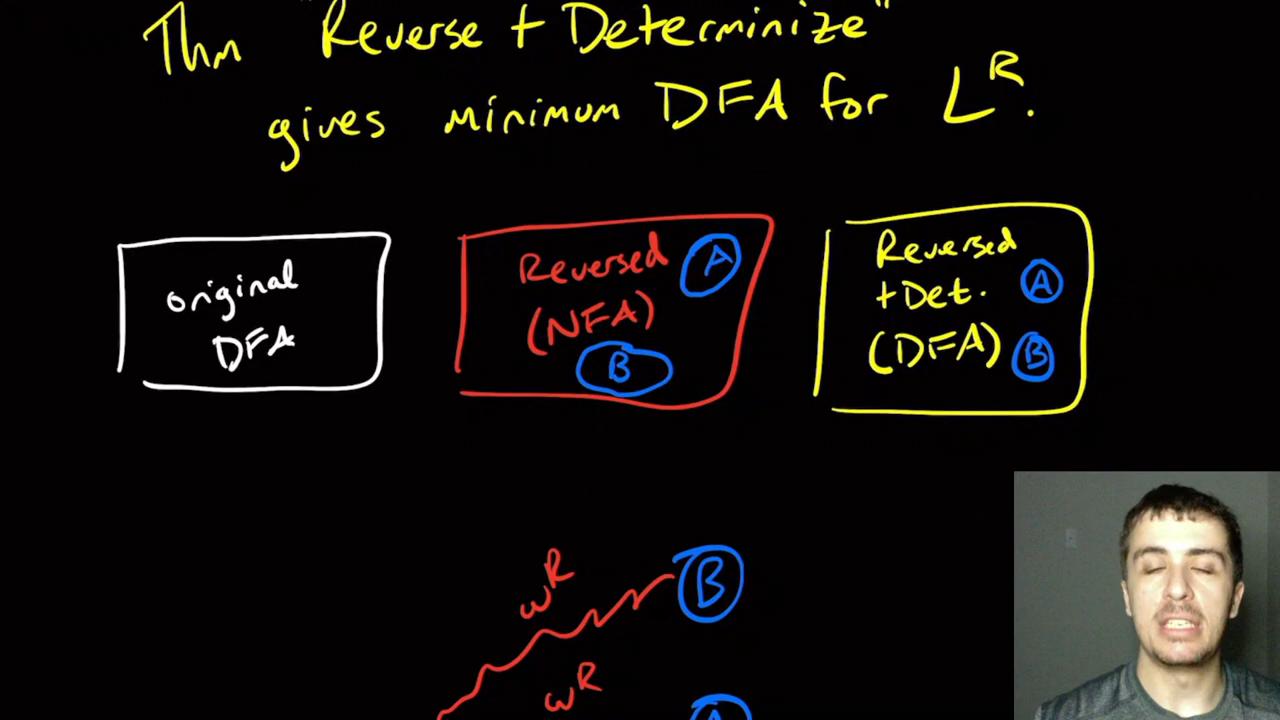 Thm "Reverse + Determinize"
gives minimum DFA for L^R.
original
DFA
Reversed
(NFA)
A
B
Reversed
+Det.
(DFA)
A
B
w^R
B
w^R
A